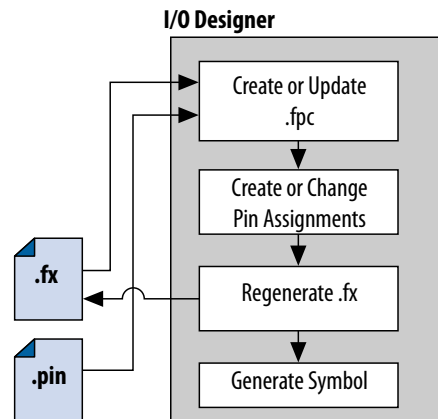 I/O Designer
Create or Update
.fpc
Create or Change
Pin Assignments
.fx
Regenerate .fx
.pin
Generate Symbol